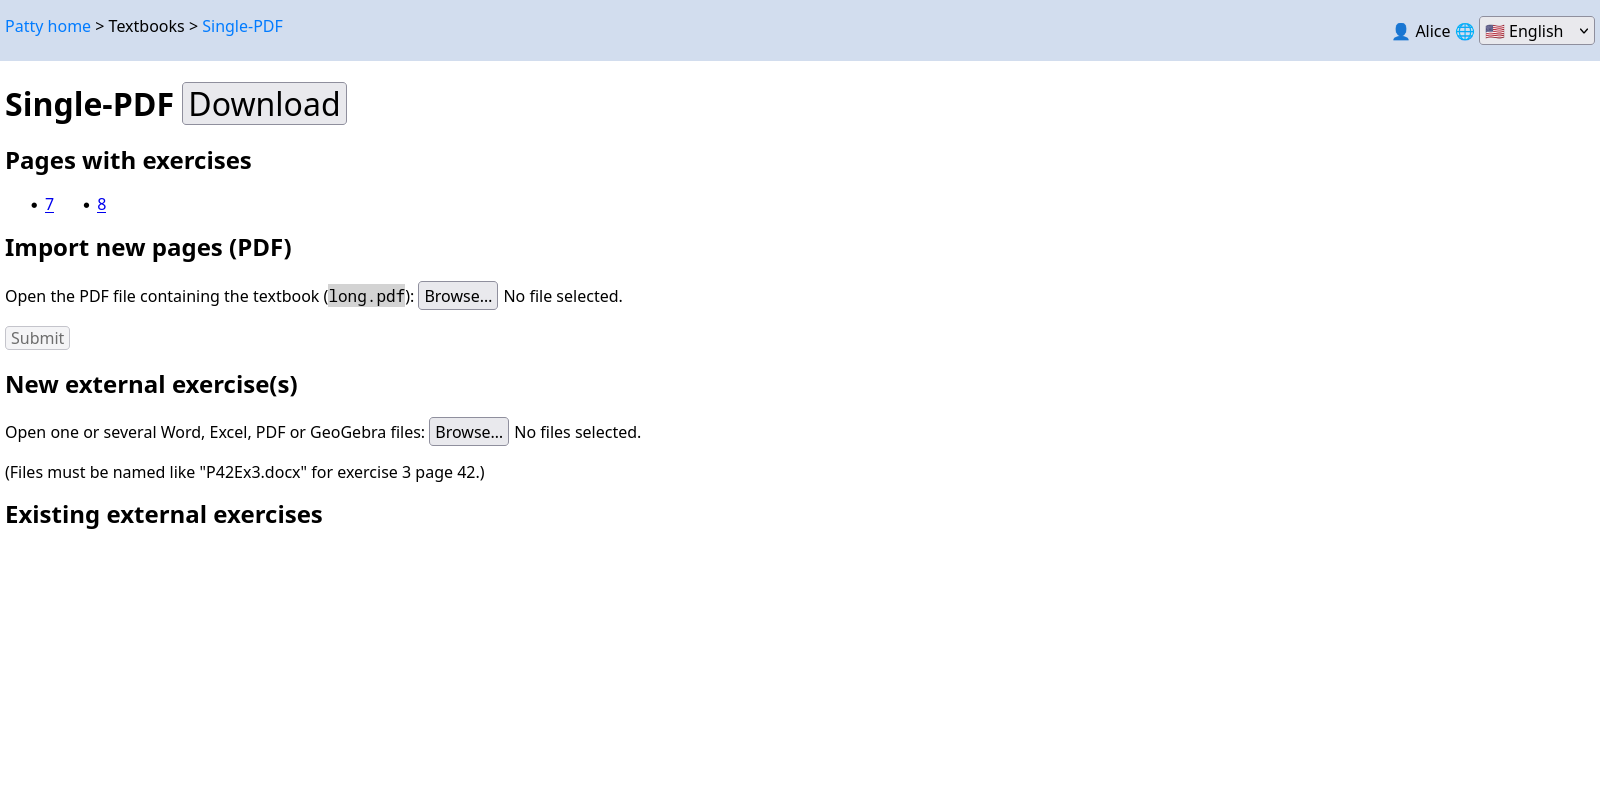 Patty home > Textbooks > Single-PDF
👤 Alice 🌐 🇺🇸 English
Single-PDF Download
Pages with exercises
• 7 • 8
Import new pages (PDF)
Open the PDF file containing the textbook (long.pdf): Browse... No file selected.
Submit
New external exercise(s)
Open one or several Word, Excel, PDF or GeoGebra files: Browse... No files selected.
(Files must be named like "P42Ex3.docx" for exercise 3 page 42.)
Existing external exercises